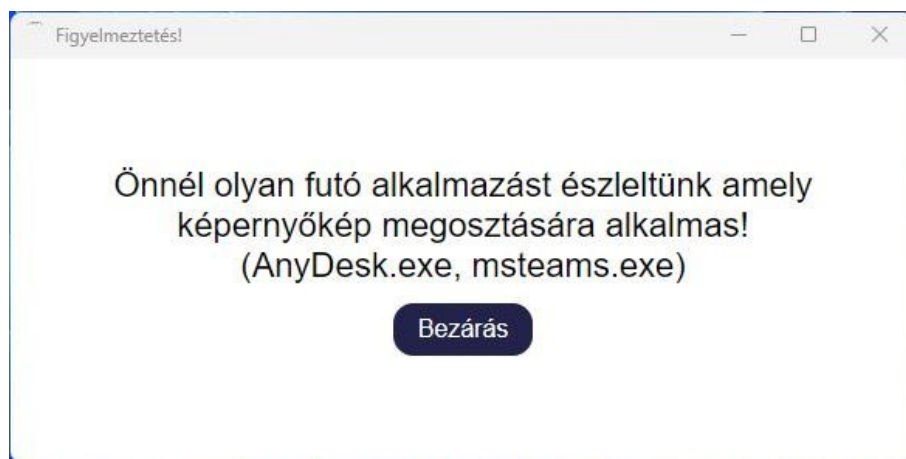 Figyelmeztetés!
Önnél olyan futó alkalmazást észleltünk amely
képernyőkép megosztására alkalmas!
(AnyDesk.exe, msteams.exe)
Bezárás